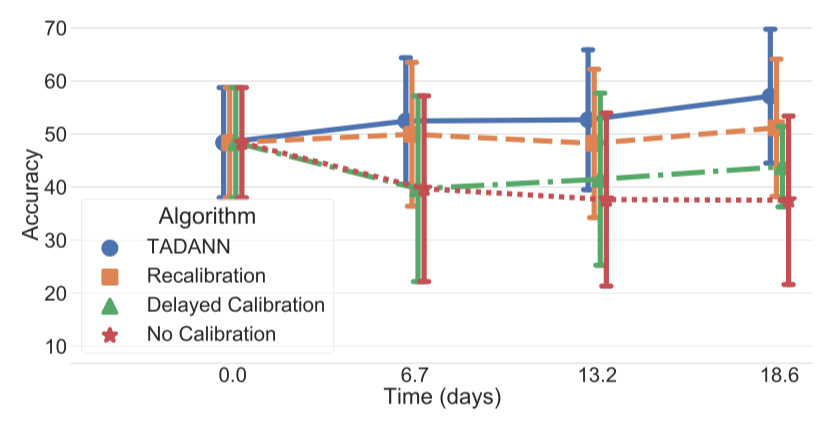 70
60
50
40
30
20
10
Accuracy
Algorithm
TADANN
Recalibration
Delayed Calibration
No Calibration
0.0 6.7 13.2 18.6
Time (days)